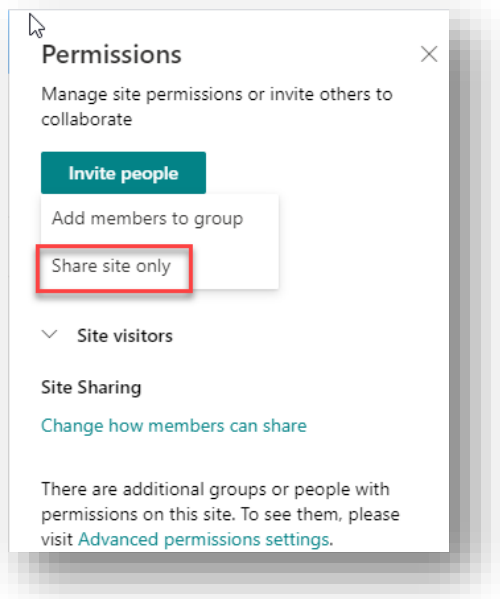 Permissions
Manage site permissions or invite others to
collaborate
Invite people
Add members to group
Share site only
Site visitors
Site Sharing
Change how members can share
There are additional groups or people with
permissions on this site. To see them, please
visit Advanced permissions settings.